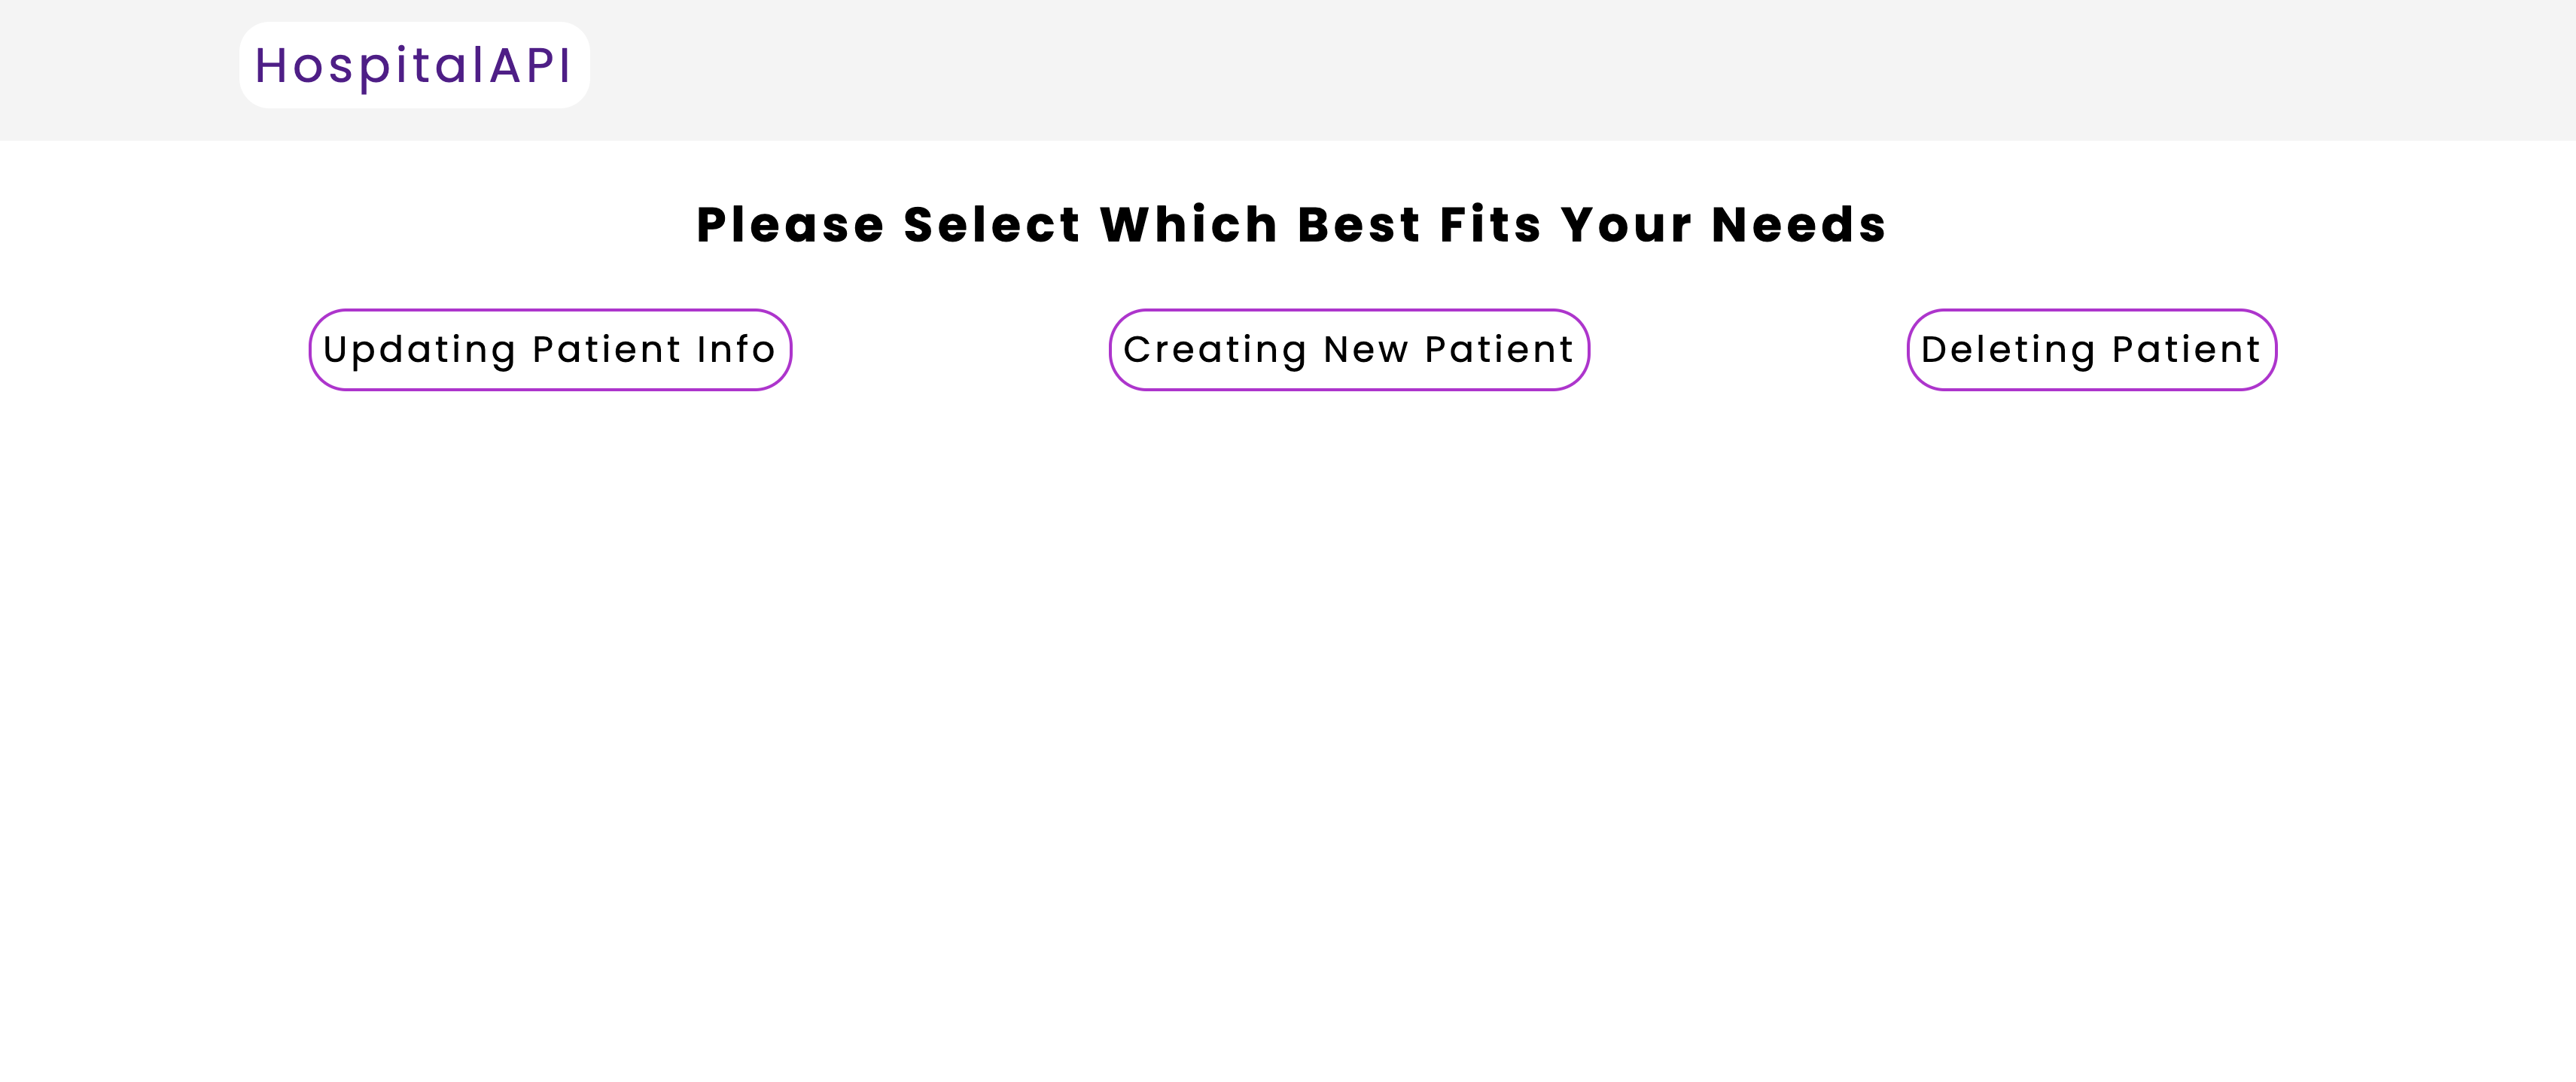 HospitalAPI
Please Select Which Best Fits Your Needs
Updating Patient Info
Creating New Patient
Deleting Patient